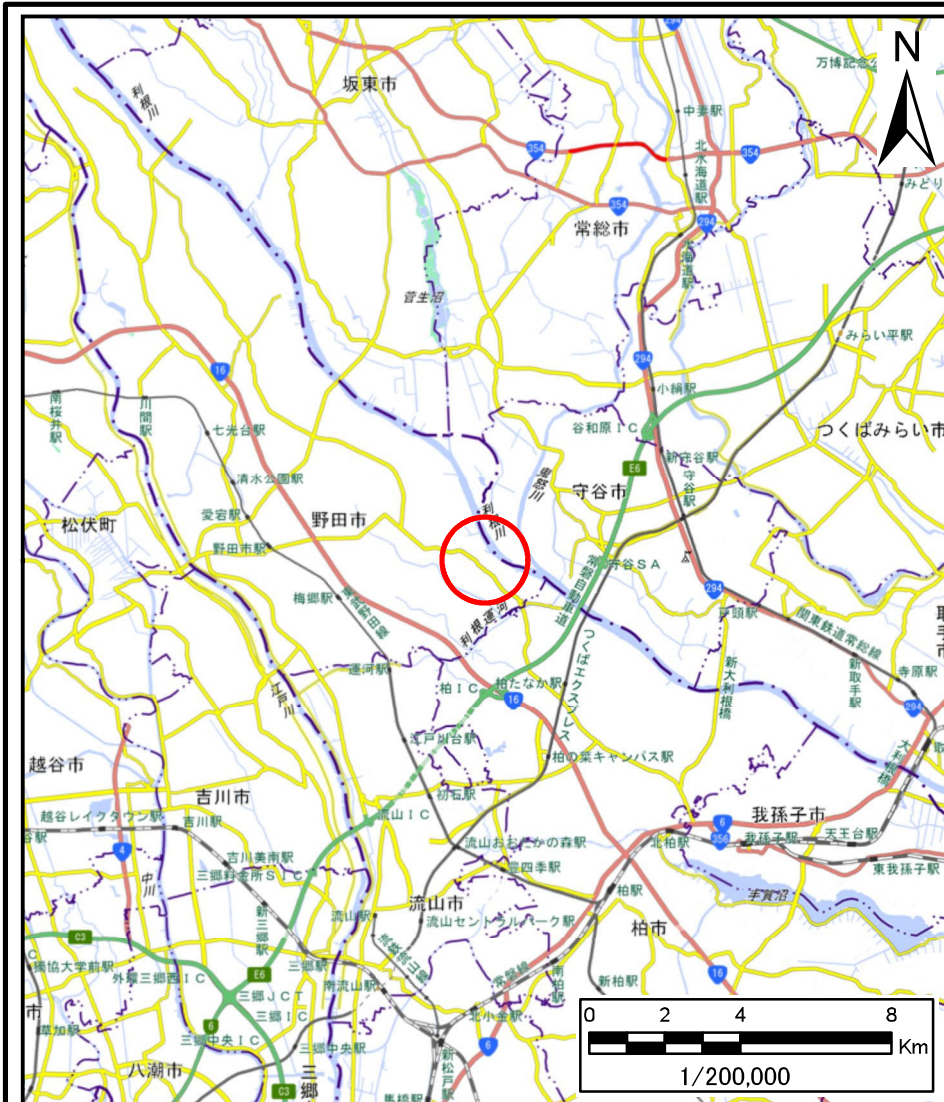 N
294
万博記念公
坂東市
利根川
中妻駅
354
354
北水海道駅
みどり
354
常総市
294
水海道駅
菅生沼
みらい平駅
16
294
小絹駅
南桜井駅
川間駅
七光台駅
谷和原IC
つくばみらい市
新守谷駅
E6
清水公園駅
鬼怒川
守谷市
守谷駅
愛宕駅
野田市
利根川
松伏町
野田市駅
守谷SA
常磐自動車道
294
戸頭駅
梅郷駅
東武野田線
利根運河
関東鉄道常総線
取手市
運河駅
つくばエクスプレス
新大利根橋
新取手駅
寺原駅
柏IC
柏たなか駅
16
294
江戸川
江戸川台駅
大利根橋
柏の葉キャンパス駅
越谷市
吉川市
初石駅
我孫子市
越谷レイクタウン駅
吉川駅
流山IC
6
356
4
北柏駅
我孫子駅
天王台駅
流山おおたかの森駅
吉川美南駅
豊四季駅
東我孫子駅
三郷料金所SIC
中川
柏駅
手賀沼
流山市
新三郷駅
流山駅
流山セントラルパーク駅
柏市
C3
流鉄流山線
獨協大学前駅
外環三郷西IC
E6
三郷駅
常磐線
南柏駅
新柏駅
16
南流山駅
三郷JCT
三郷IC
北小金駅
市
草加駅
6
三郷中央IC
三郷中央駅
6
新松戸駅
八潮市
C3
三郷
馬橋駅
0 2 4 8
Km
1/200,000